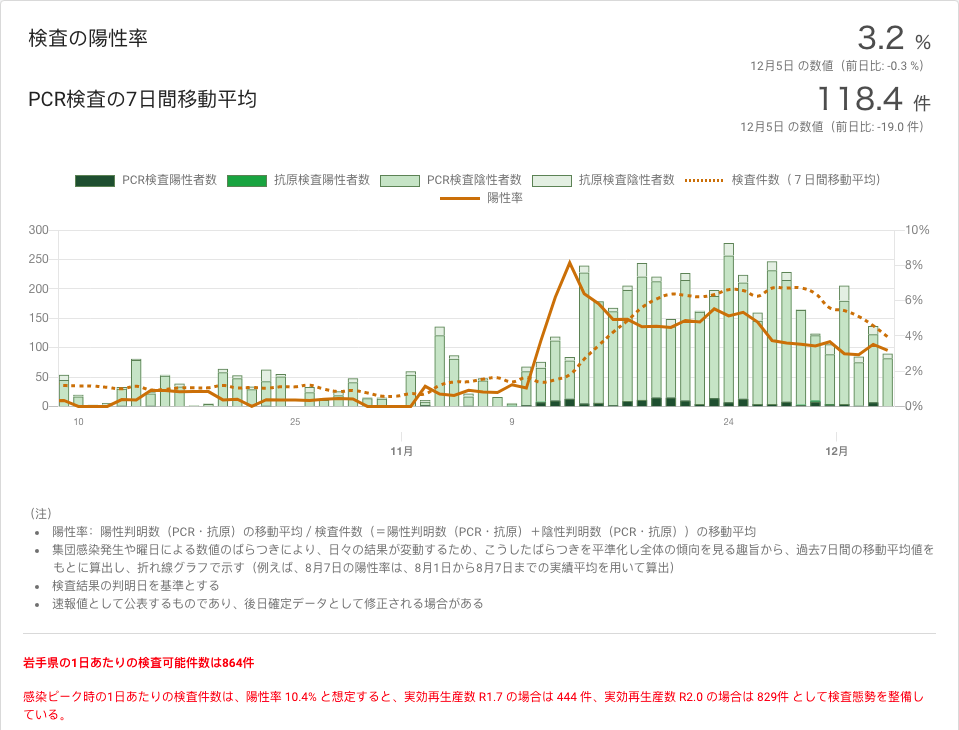 検査の陽性率
3.2 %
12月5日 の数値（前日比: -0.3 %）
PCR検査の7日間移動平均
118.4 件
12月5日 の数値（前日比: -19.0 件）
PCR検査陽性者数 抗原検査陽性者数 PCR検査陰性者数 抗原検査陰性者数 検査件数（７日間移動平均）
陽性率
300 10%
250 8%
200 6%
150 4%
100 2%
50 0%
0
10 25 9 24
11月 12月
（注）
陽性率：陽性判明数（PCR・抗原）の移動平均 / 検査件数（＝陽性判明数（PCR・抗原）＋陰性判明数（PCR・抗原））の移動平均
集団感染発生や曜日による数値のばらつきにより、日々の結果が変動するため、こうしたばらつきを平準化し全体の傾向を見る趣旨から、過去7日間の移動平均値を
もとに算出し、折れ線グラフで示す（例えば、8月7日の陽性率は、8月1日から8月7日までの実績平均を用いて算出）
検査結果の判明日を基準とする
速報値として公表するものであり、後日確定データとして修正される場合がある
岩手県の1日あたりの検査可能件数は864件
感染ピーク時の1日あたりの検査件数は、陽性率 10.4% と想定すると、実効再生産数 R1.7 の場合は 444 件、実効再生産数 R2.0 の場合は 829件 として検査態勢を整備し
ている。